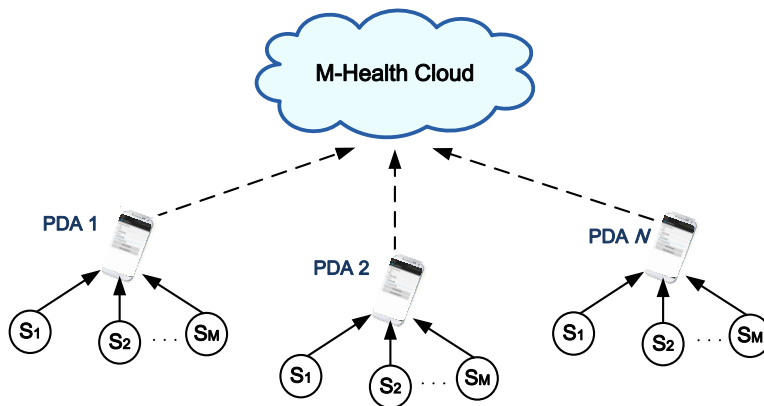 M-Health Cloud
PDA 1
PDA 2
PDA N
S1
S2
...
SM
S1
S2
...
SM
S1
S2
...
SM